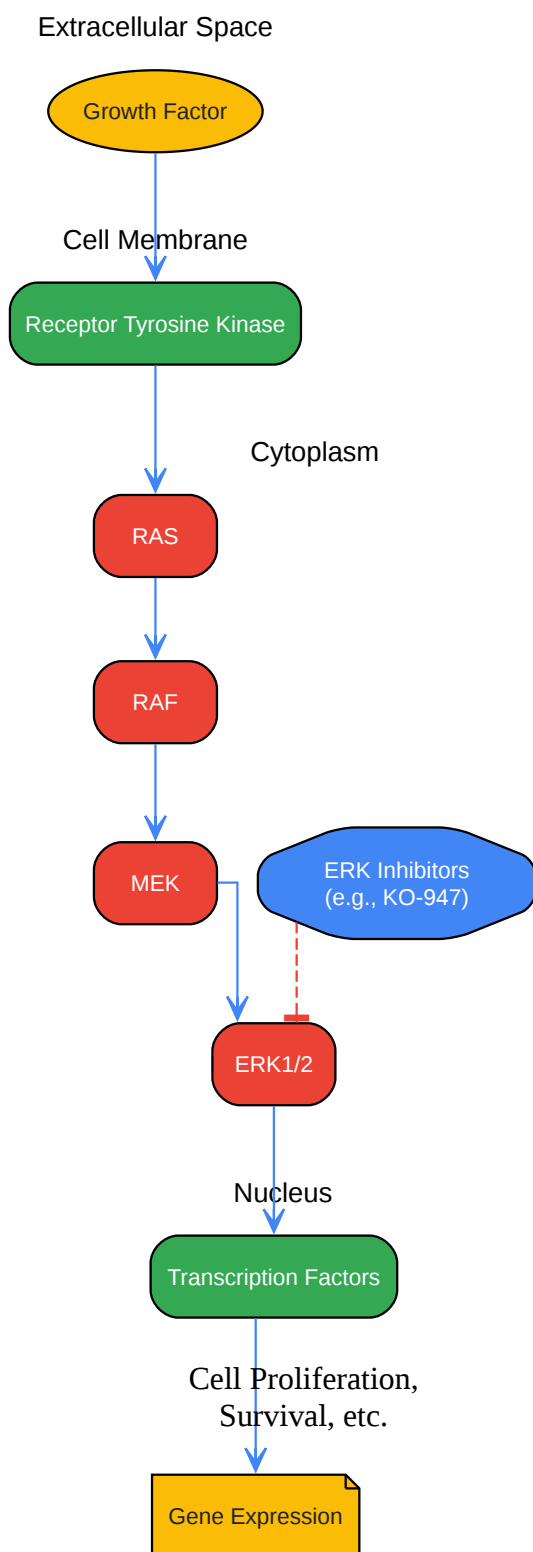 Extracellular Space
Growth Factor
Cell Membrane
Receptor Tyrosine Kinase
Cytoplasm
RAS
RAF
MEK
ERK Inhibitors
(e.g., KO-947)
ERK1/2
Nucleus
Transcription Factors
Cell Proliferation,
Survival, etc.
Gene Expression